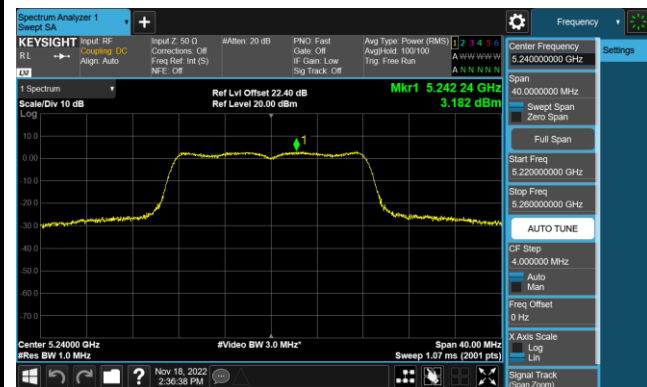 Spectrum Analyzer 1
Swept SA
+
Frequency
KEYSIGHT
RL
LXI
Input: RF
Coupling: DC
Align: Auto
Input Z: 50 Ω
Corrections: Off
Freq Ref: Int (S)
NFE: Off
#Atten: 20 dB
PNO: Fast
Gate: Off
IF Gain: Low
Sig Track: Off
Avg Type: Power (RMS)
Avg|Hold: 100/100
Trig: Free Run
1 2 3 4 5 6
A W W W W W
A N N N N N
1 Spectrum
Scale/Div 10 dB
Log
Ref Lvl Offset 22.40 dB
Ref Level 20.00 dBm
Mkr1 5.242 24 GHz
3.182 dBm
1
10.0
0.00
-10.0
-20.0
-30.0
-40.0
-50.0
-60.0
-70.0
Center 5.24000 GHz
#Res BW 1.0 MHz
#Video BW 3.0 MHz*
Span 40.00 MHz
Sweep 1.07 ms (2001 pts)
Center Frequency
5.240000000 GHz
Settings
Span
40.0000000 MHz
Swept Span
Zero Span
Full Span
Start Freq
5.220000000 GHz
Stop Freq
5.260000000 GHz
AUTO TUNE
CF Step
4.000000 MHz
Auto
Man
Freq Offset
0 Hz
X Axis Scale
Log
Lin
Signal Track
(Span Zoom)
?
Nov 18, 2022
2:36:38 PM